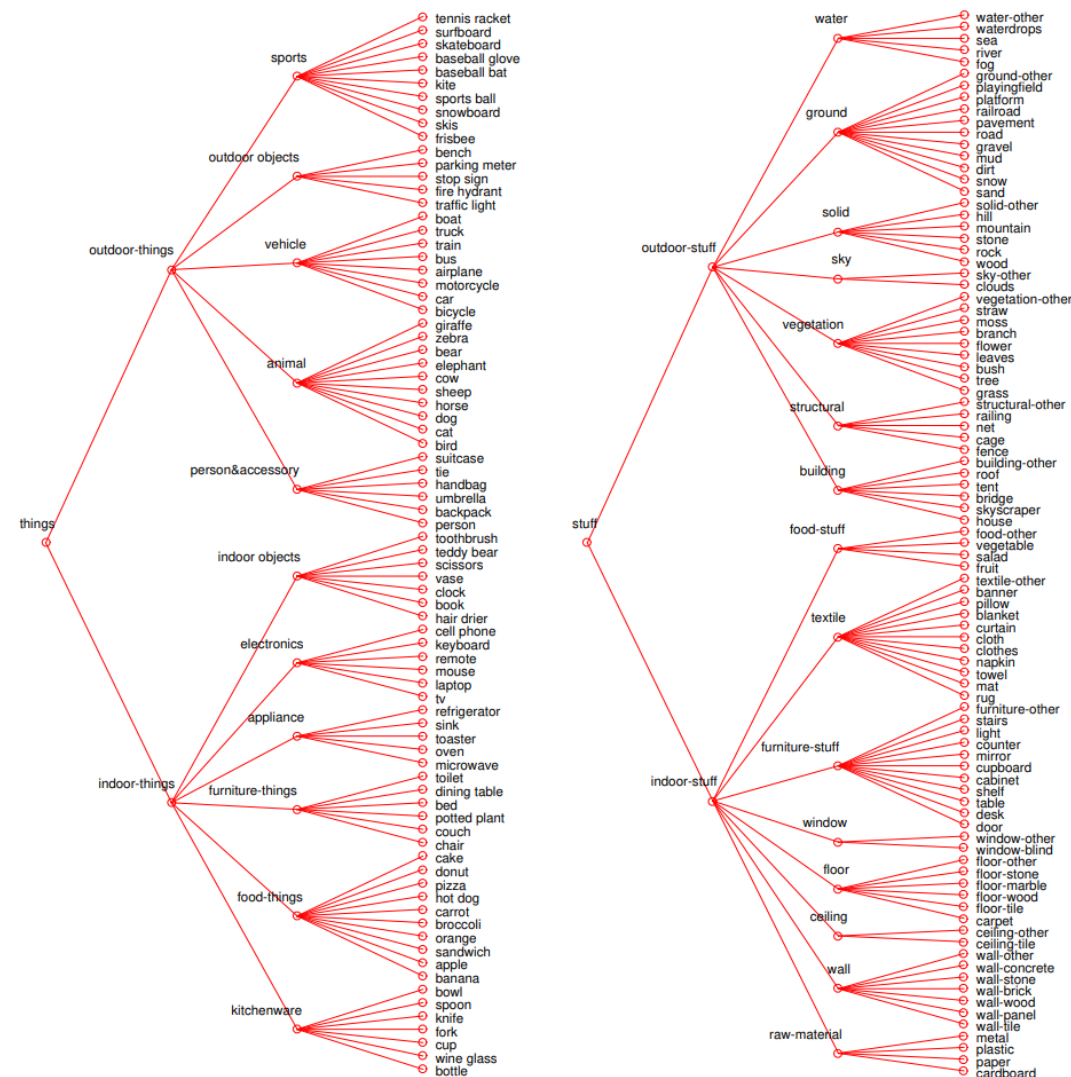 things
outdoor-things
sports
tennis racket
surfboard
skateboard
baseball glove
baseball bat
kite
sports ball
snowboard
skis
frisbee
outdoor objects
bench
parking meter
stop sign
fire hydrant
traffic light
vehicle
boat
truck
train
bus
airplane
motorcycle
car
bicycle
animal
giraffe
zebra
bear
elephant
cow
sheep
horse
dog
cat
bird
person&accessory
suitcase
tie
handbag
umbrella
backpack
person
indoor-things
indoor objects
toothbrush
teddy bear
scissors
vase
clock
book
hair drier
electronics
cell phone
keyboard
remote
mouse
laptop
tv
appliance
refrigerator
sink
toaster
oven
microwave
furniture-things
toilet
dining table
bed
potted plant
couch
chair
food-things
cake
donut
pizza
hot dog
carrot
broccoli
orange
sandwich
apple
banana
kitchenware
bowl
spoon
knife
fork
cup
wine glass
bottle
stuff
outdoor-stuff
water
water-other
waterdrops
sea
river
fog
ground
ground-other
playingfield
platform
railroad
pavement
road
gravel
mud
dirt
snow
sand
solid
solid-other
hill
mountain
stone
rock
wood
sky
sky-other
clouds
vegetation
vegetation-other
straw
moss
branch
flower
leaves
bush
tree
grass
structural
structural-other
railing
net
cage
fence
building
building-other
roof
tent
bridge
skyscraper
house
indoor-stuff
food-stuff
food-other
vegetable
salad
fruit
textile
textile-other
banner
pillow
blanket
curtain
cloth
clothes
napkin
towel
mat
rug
furniture-stuff
furniture-other
stairs
light
counter
mirror
cupboard
cabinet
shelf
table
desk
door
window
window-other
window-blind
floor
floor-other
floor-stone
floor-marble
floor-wood
floor-tile
carpet
ceiling
ceiling-other
ceiling-tile
wall
wall-other
wall-concrete
wall-stone
wall-brick
wall-wood
wall-panel
wall-tile
raw-material
metal
plastic
paper
cardboard